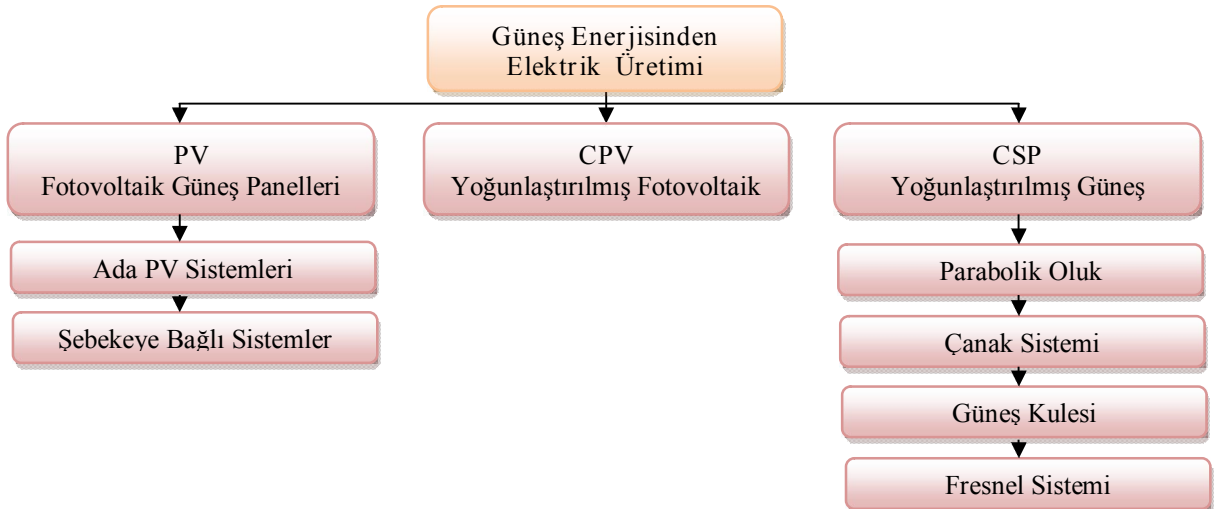 Güneş Enerjisinden
Elektrik Üretimi
PV
Fotovoltaik Güneş Panelleri
CPV
Yoğunlaştırılmış Fotovoltaik
CSP
Yoğunlaştırılmış Güneş
Ada PV Sistemleri
Şebekeye Bağlı Sistemler
Parabolik Oluk
Çanak Sistemi
Güneş Kulesi
Fresnel Sistemi